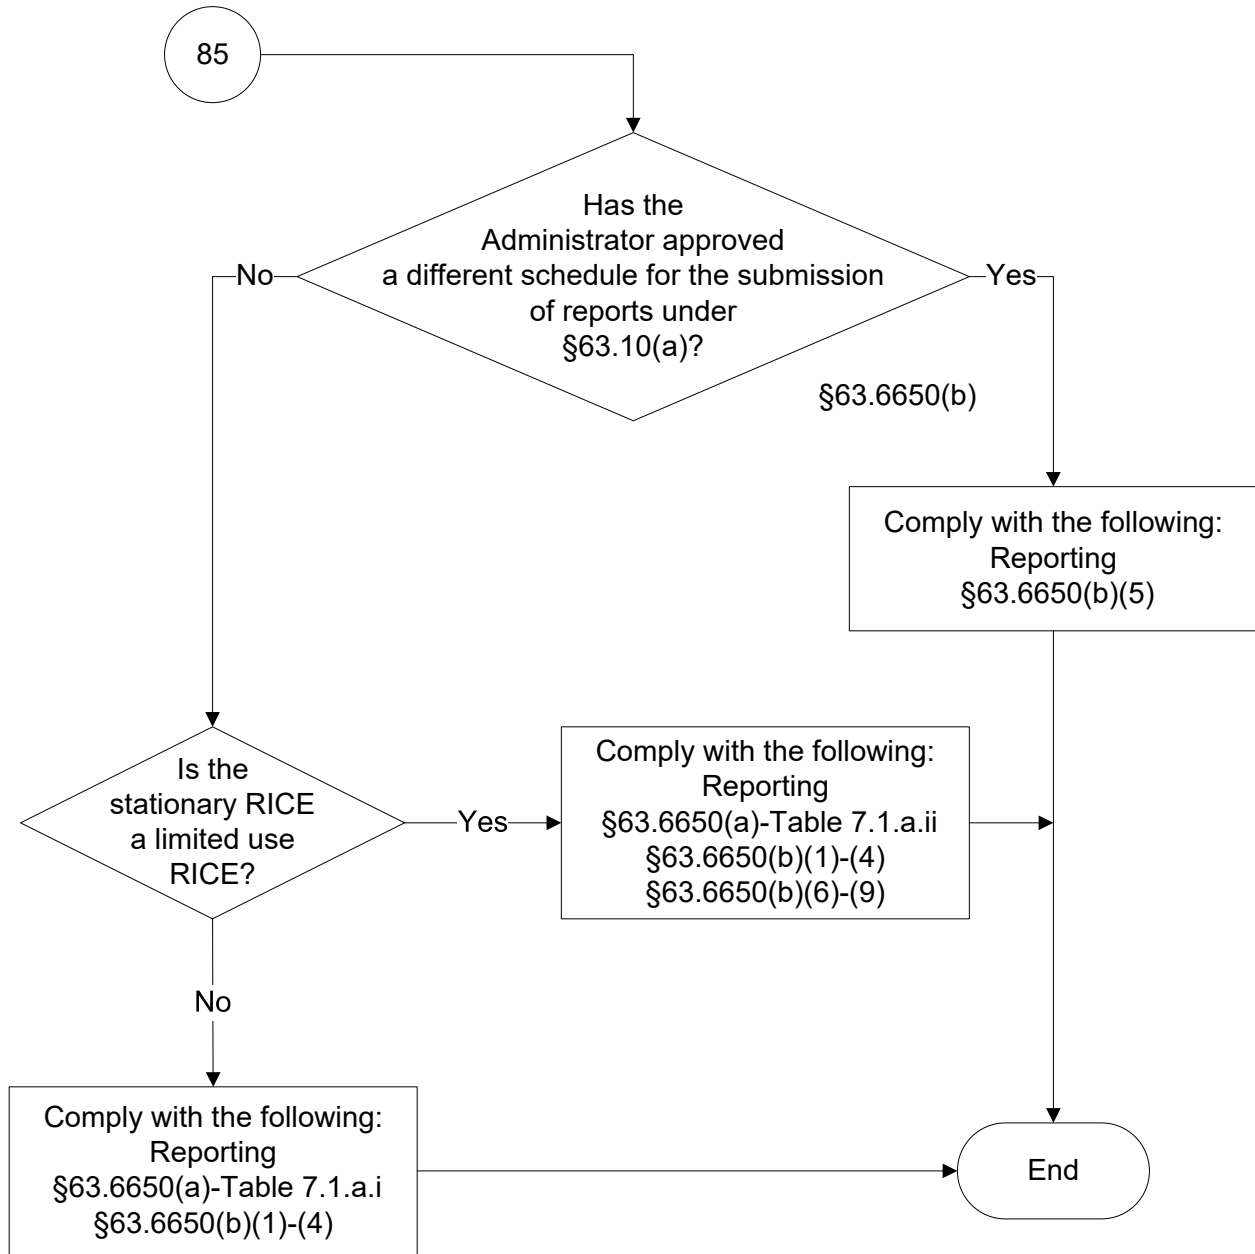 85
Has the
Administrator approved
a different schedule for the submission
of reports under
§63.10(a)?
No
Yes
§63.6650(b)
Comply with the following:
Reporting
§63.6650(b)(5)
Is the
stationary RICE
a limited use
RICE?
Yes
Comply with the following:
Reporting
§63.6650(a)-Table 7.1.a.ii
§63.6650(b)(1)-(4)
§63.6650(b)(6)-(9)
No
Comply with the following:
Reporting
§63.6650(a)-Table 7.1.a.i
§63.6650(b)(1)-(4)
End